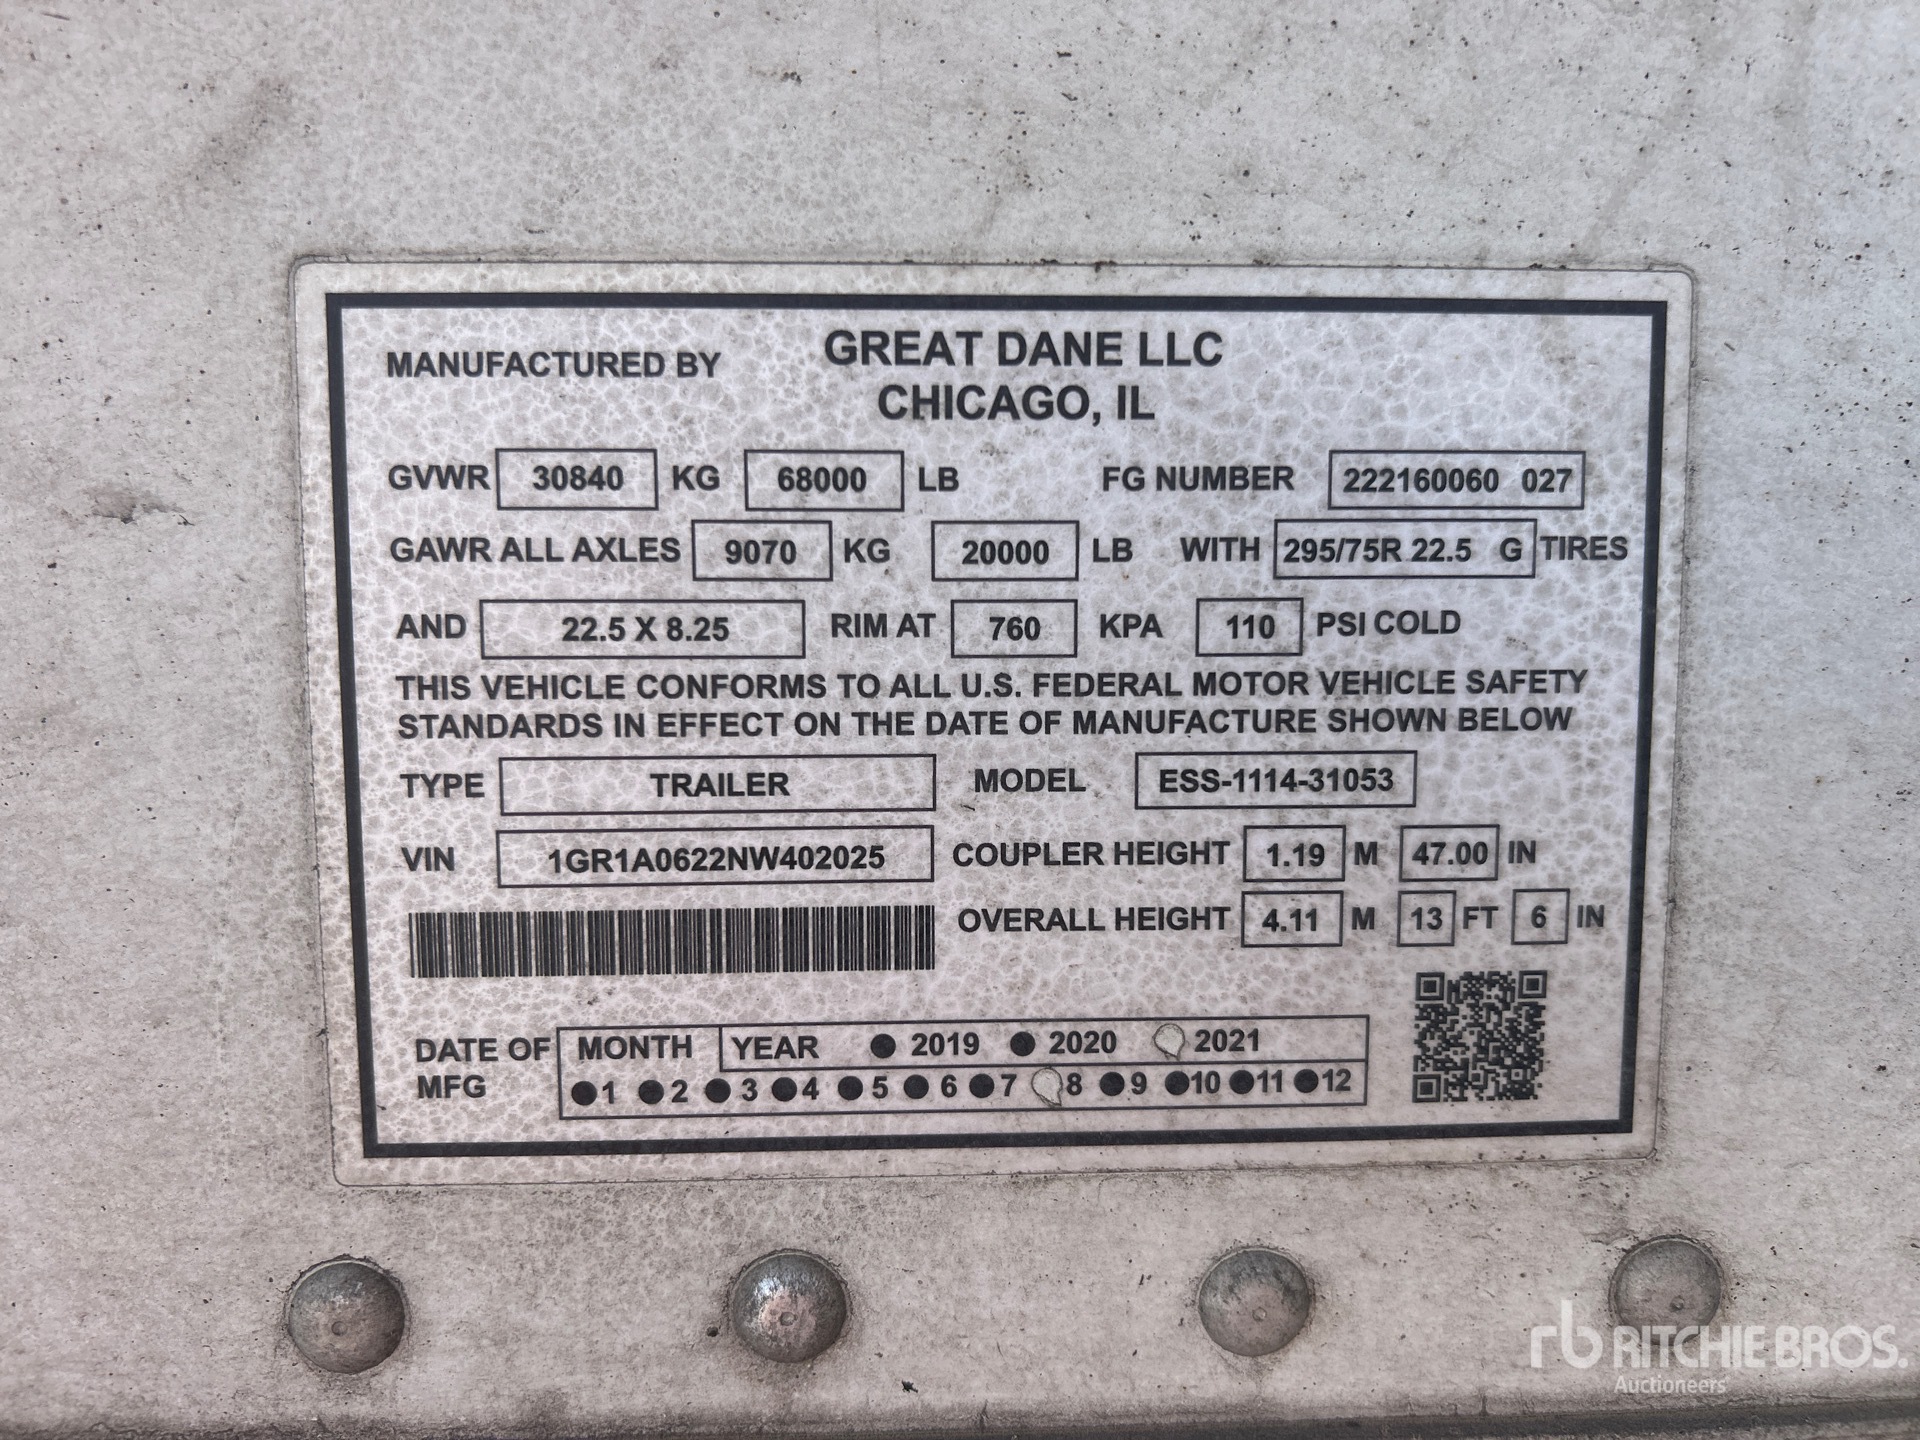 MANUFACTURED BY GREAT DANE LLC
CHICAGO, IL
GVWR 30840 KG 68000 LB FG NUMBER 222160060 027
GAWR ALL AXLES 9070 KG 20000 LB WITH 295/75R 22.5 G TIRES
AND 22.5 X 8.25 RIM AT 760 KPA 110 PSI COLD
THIS VEHICLE CONFORMS TO ALL U.S. FEDERAL MOTOR VEHICLE SAFETY
STANDARDS IN EFFECT ON THE DATE OF MANUFACTURE SHOWN BELOW
TYPE TRAILER MODEL ESS-1114-31053
VIN 1GR1A0622NW402025 COUPLER HEIGHT 1.19 M 47.00 IN
OVERALL HEIGHT 4.11 M 13 FT 6 IN
DATE OF MFG MONTH YEAR 2019 2020 2021
1 2 3 4 5 6 7 8 9 10 11 12
rb RITCHIE BROS.
Auctioneers